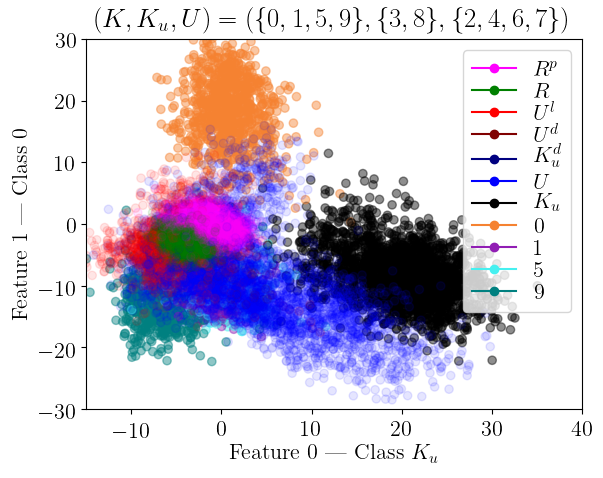 (K, K_u, U) = ({0, 1, 5, 9}, {3, 8}, {2, 4, 6, 7})
30
20
10
0
−10
−20
−30
Feature 1 — Class 0
R^p
R
U^l
U^d
K_u^d
U
K_u
0
1
5
9
−10 0 10 20 30 40
Feature 0 — Class K_u